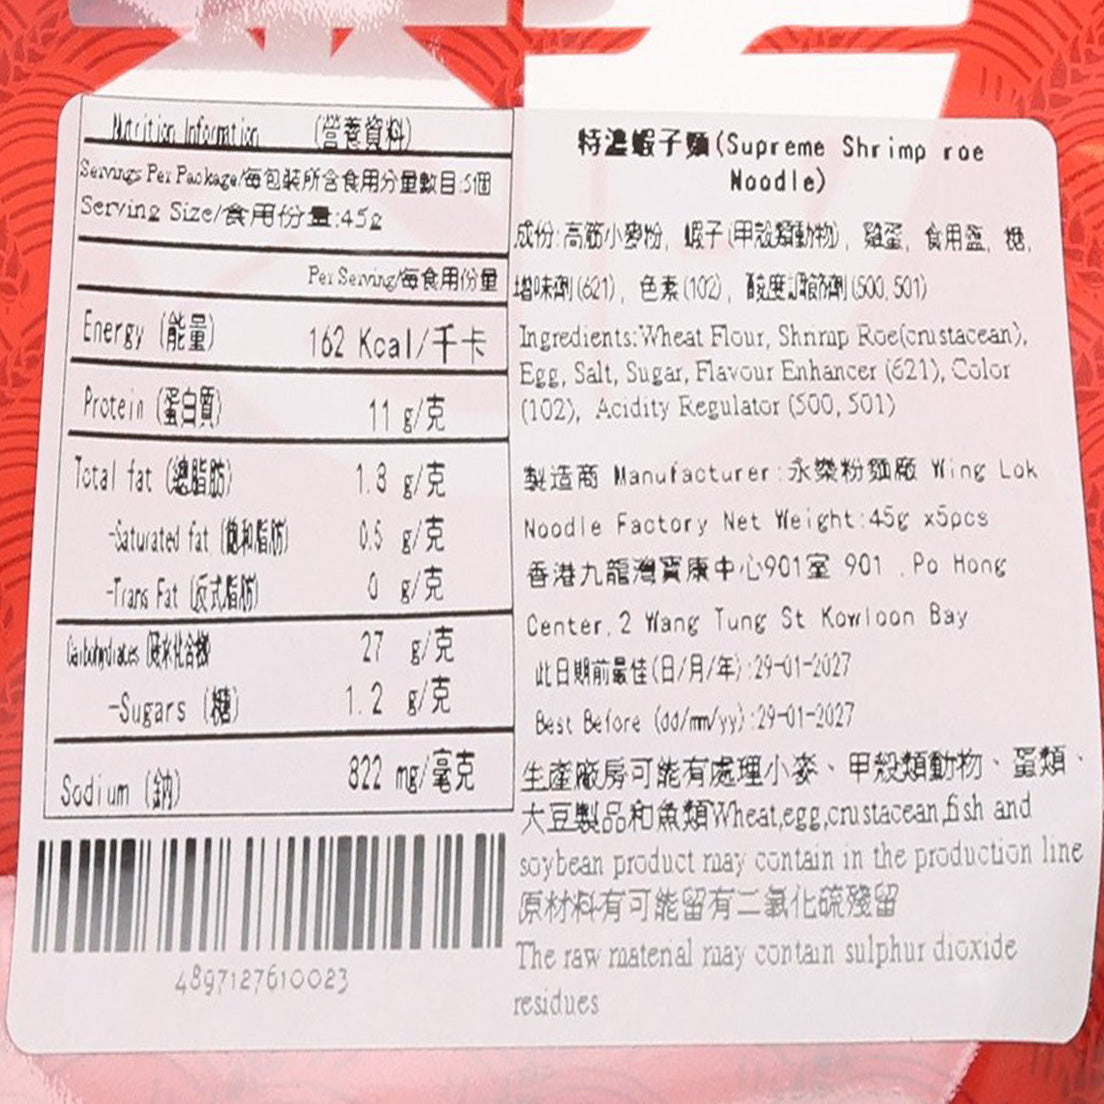 Nutrition Information (營養資料)
Servings Per Package/每包裝所含食用分量數目:5個
Serving Size/食用份量:45g
Per Serving/每食用份量
Energy (能量) 162 Kcal/千卡
Protein (蛋白質) 11 g/克
Total fat (總脂肪) 1.8 g/克
-Saturated fat (飽和脂肪) 0.5 g/克
-Trans Fat (反式脂肪) 0 g/克
Carbohydrates (碳水化合物 27 g/克
-Sugars (糖) 1.2 g/克
Sodium (鈉) 822 mg/毫克
4897127610023
特濃蝦子麵(Supreme Shrimp roe
Noodle)
成份:高筋小麥粉, 蝦子(甲殼類動物), 雞蛋, 食用鹽, 糖,
增味劑(621), 色素(102), 酸度調節劑(500,501)
Ingredients:Wheat Flour, Shrimp Roe(crustacean),
Egg, Salt, Sugar, Flavour Enhancer (621), Color
(102), Acidity Regulator (500, 501)
製造商 Manufacturer:永樂粉麵廠 Wing Lok
Noodle Factory Net Weight:45g x5pcs
香港九龍灣寶康中心901室 901 ,Po Hong
Center,2 Wang Tung St Kowloon Bay
此日期前最佳(日/月/年):29-01-2027
Best Before (dd/mm/yy):29-01-2027
生產廠房可能有處理小麥、甲殼類動物、蛋類、
大豆製品和魚類Wheat,egg,crustacean,fish and
soybean product may contain in the production line
原材料有可能留有二氧化硫殘留
The raw material may contain sulphur dioxide
residues